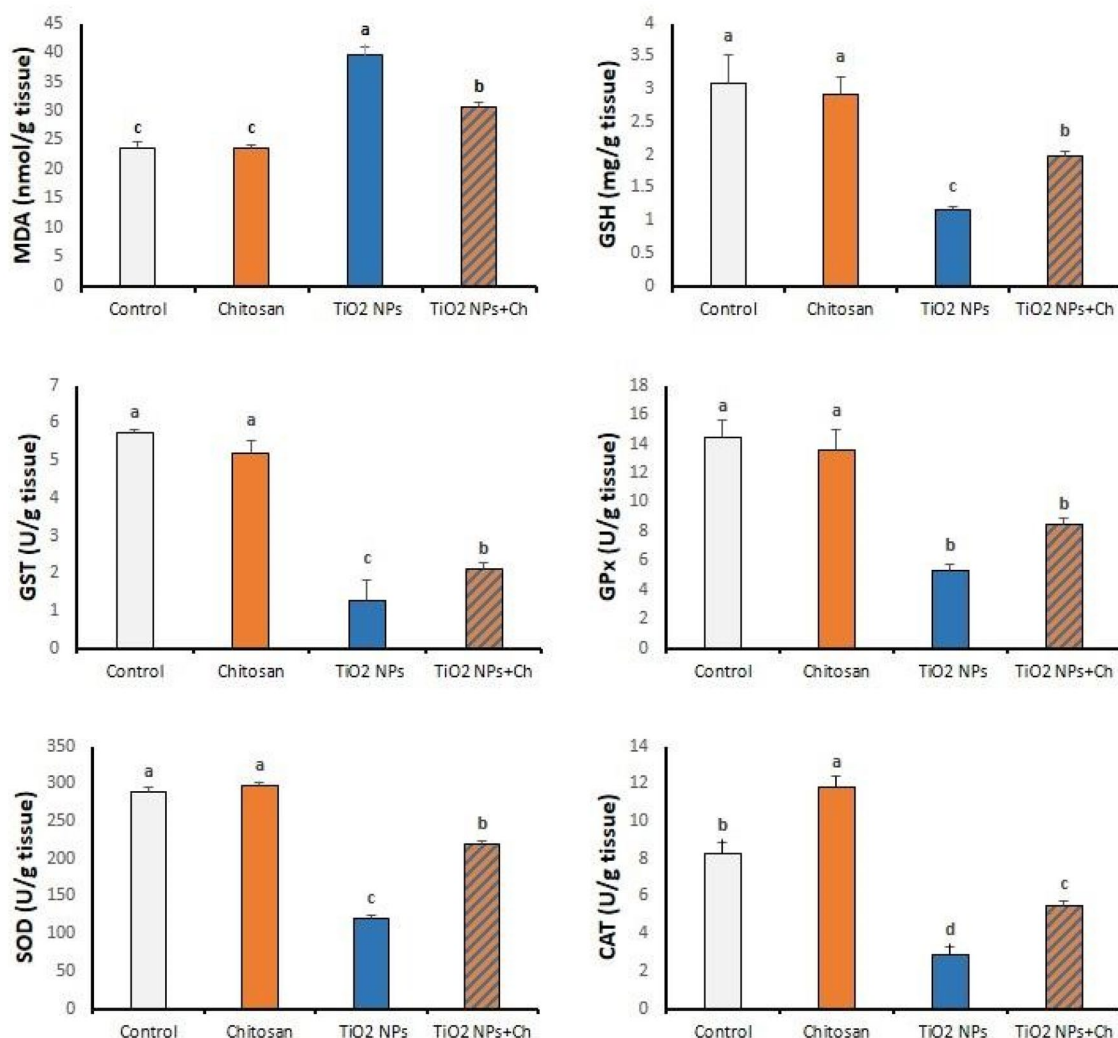 MDA (nmol/g tissue)
45
40
35
30
25
20
15
10
5
0
c
c
a
b
Control
Chitosan
TiO2 NPs
TiO2 NPs+Ch
GSH (mg/g tissue)
4
3.5
3
2.5
2
1.5
1
0.5
0
a
a
c
b
Control
Chitosan
TiO2 NPs
TiO2 NPs+Ch
GST (U/g tissue)
7
6
5
4
3
2
1
0
a
a
c
b
Control
Chitosan
TiO2 NPs
TiO2 NPs+Ch
GPx (U/g tissue)
18
16
14
12
10
8
6
4
2
0
a
a
b
b
Control
Chitosan
TiO2 NPs
TiO2 NPs+Ch
SOD (U/g tissue)
350
300
250
200
150
100
50
0
a
a
c
b
Control
Chitosan
TiO2 NPs
TiO2 NPs+Ch
CAT (U/g tissue)
14
12
10
8
6
4
2
0
b
a
d
c
Control
Chitosan
TiO2 NPs
TiO2 NPs+Ch